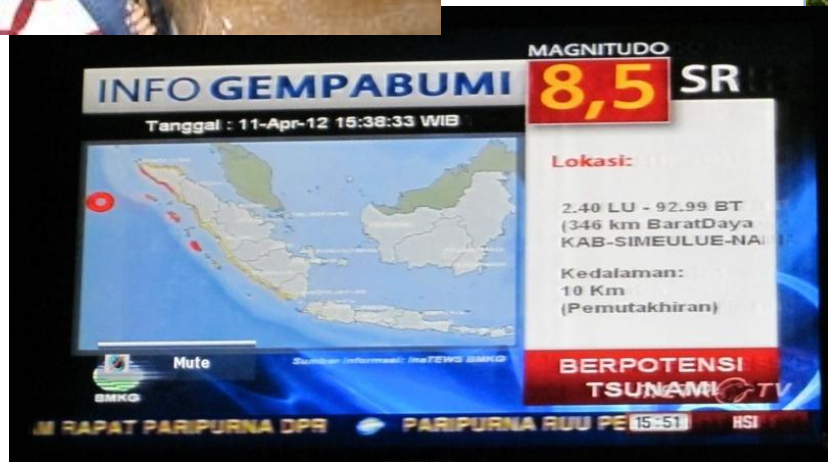 MAGNITUDO
INFO GEMPABUMI
8,5 SR
Tanggal : 11-Apr-12 15:38:33 WIB
Lokasi:
2.40 LU - 92.99 BT
(346 km BaratDaya
KAB-SIMEULUE-NA
Kedalaman:
10 Km
(Pemutakhiran)
Mute
Sumber Informasi: InaTEWS BMKG
BMKG
BERPOTENSI
TSUNAMI
TV
M RAPAT PARIPURNA DPR
PARIPURNA RUU PE
15:51
HSI